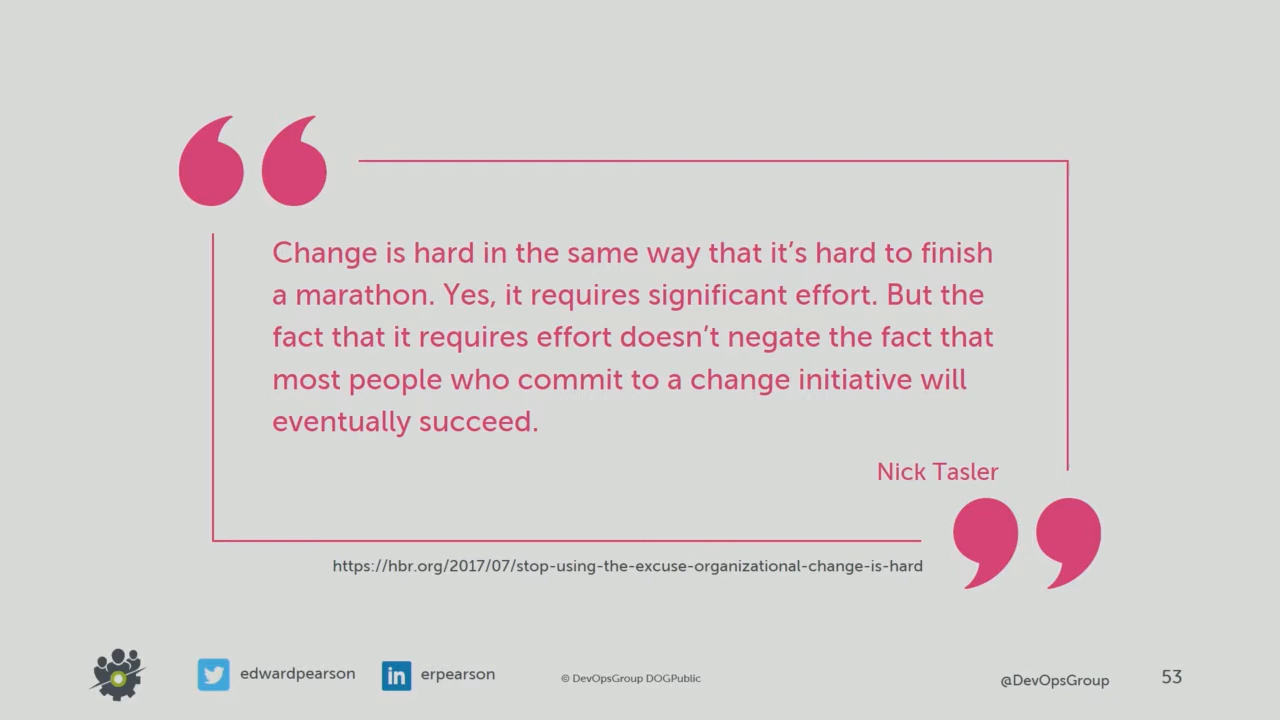 Change is hard in the same way that it’s hard to finish
a marathon. Yes, it requires significant effort. But the
fact that it requires effort doesn’t negate the fact that
most people who commit to a change initiative will
eventually succeed.
Nick Tasler
https://hbr.org/2017/07/stop-using-the-excuse-organizational-change-is-hard
edwardpearson
in erpearson
© DevOpsGroup DOGPublic
@DevOpsGroup
53